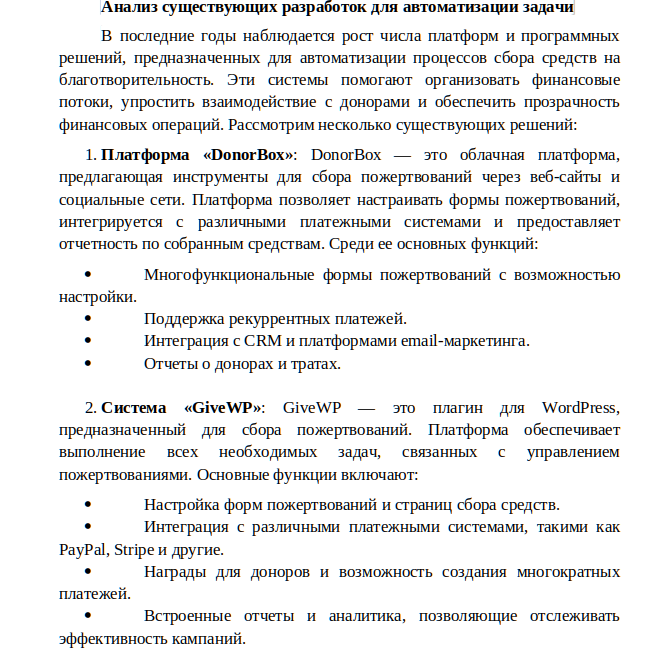 Анализ существующих разработок для автоматизации задачи
В последние годы наблюдается рост числа платформ и программных
решений, предназначенных для автоматизации процессов сбора средств на
благотворительность. Эти системы помогают организовать финансовые
потоки, упростить взаимодействие с донорами и обеспечить прозрачность
финансовых операций. Рассмотрим несколько существующих решений:
1. Платформа «DonorBox»: DonorBox — это облачная платформа,
предлагающая инструменты для сбора пожертвований через веб-сайты и
социальные сети. Платформа позволяет настраивать формы пожертвований,
интегрируется с различными платежными системами и предоставляет
отчетность по собранным средствам. Среди ее основных функций:
• Многофункциональные формы пожертвований с возможностью
настройки.
• Поддержка рекуррентных платежей.
• Интеграция с CRM и платформами email-маркетинга.
• Отчеты о донорах и тратах.
2. Система «GiveWP»: GiveWP — это плагин для WordPress,
предназначенный для сбора пожертвований. Платформа обеспечивает
выполнение всех необходимых задач, связанных с управлением
пожертвованиями. Основные функции включают:
• Настройка форм пожертвований и страниц сбора средств.
• Интеграция с различными платежными системами, такими как
PayPal, Stripe и другие.
• Награды для доноров и возможность создания многократных
платежей.
• Встроенные отчеты и аналитика, позволяющие отслеживать
эффективность кампаний.